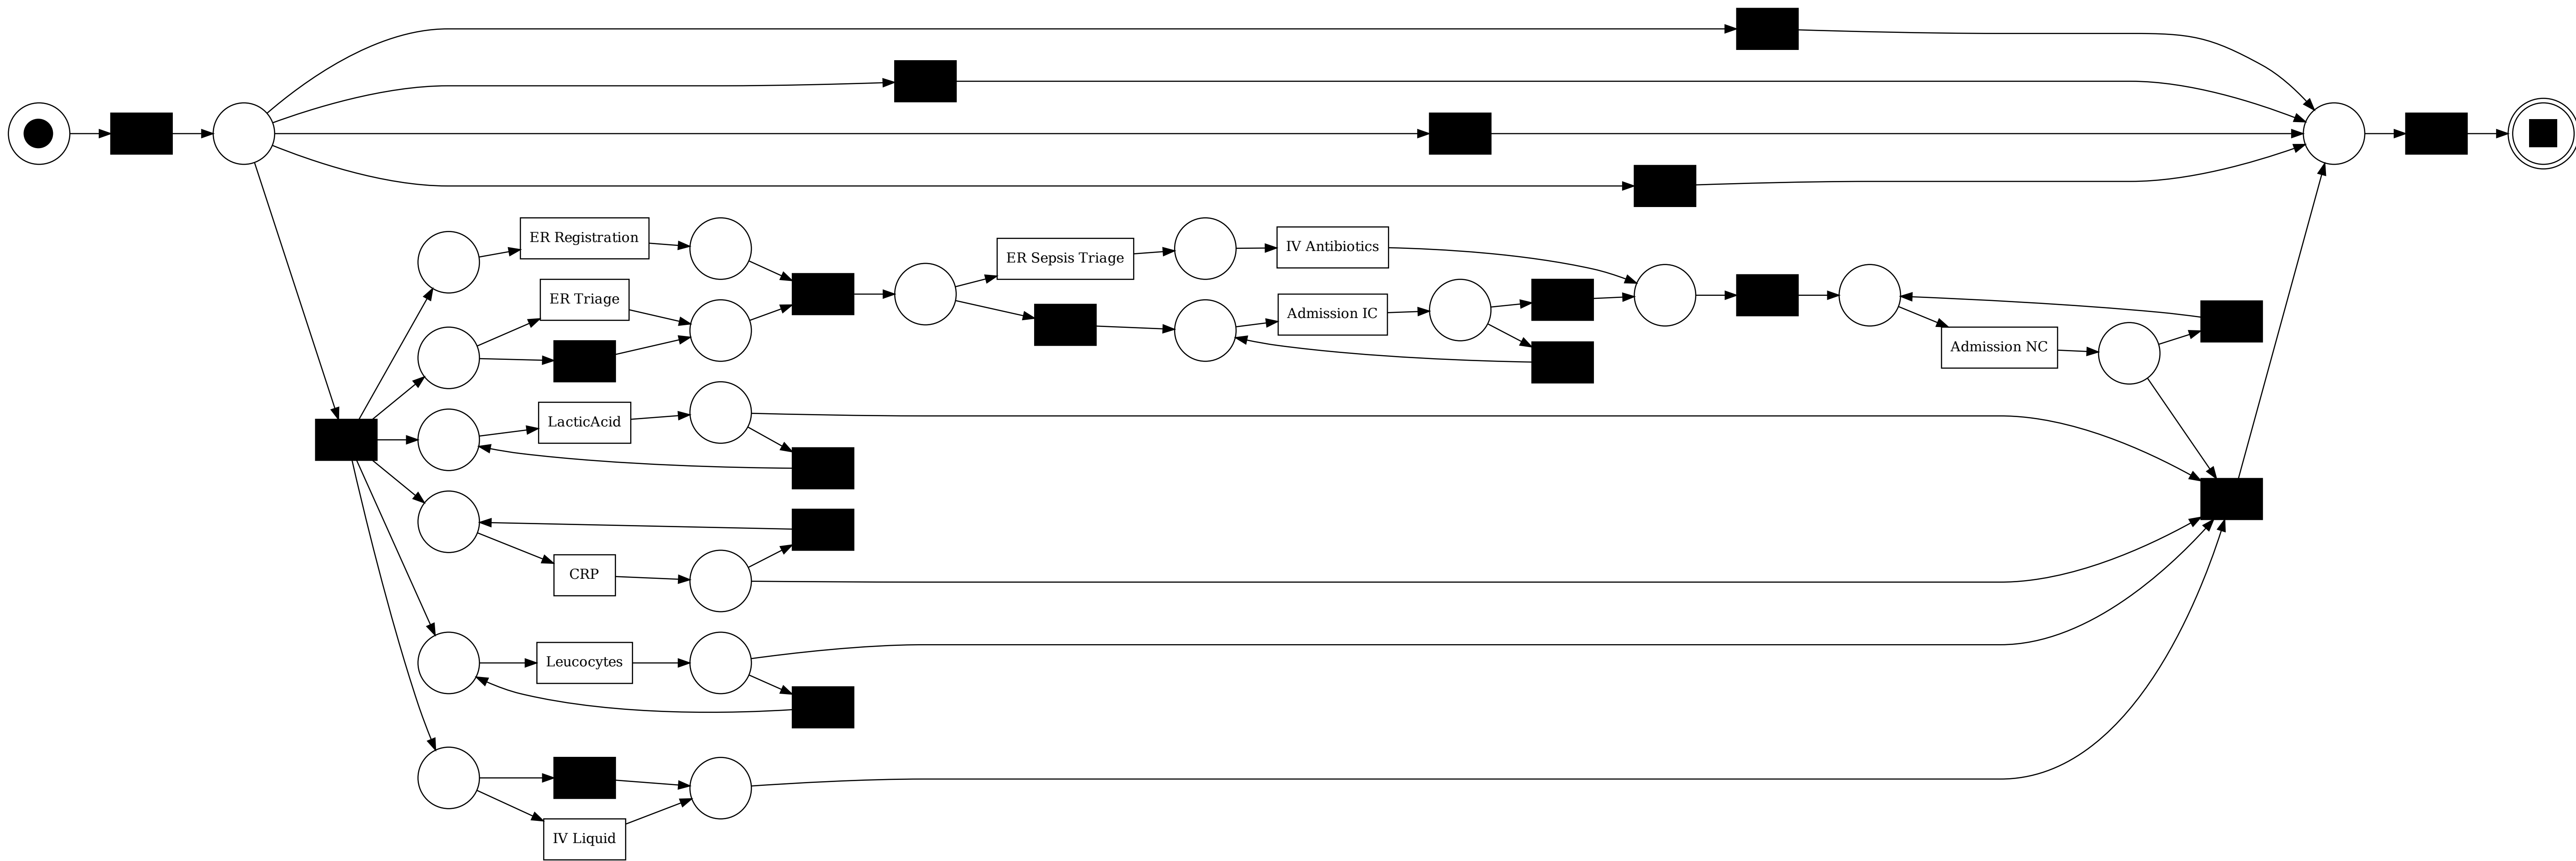 ER Registration
ER Sepsis Triage
IV Antibiotics
ER Triage
Admission IC
Admission NC
LacticAcid
CRP
Leucocytes
IV Liquid